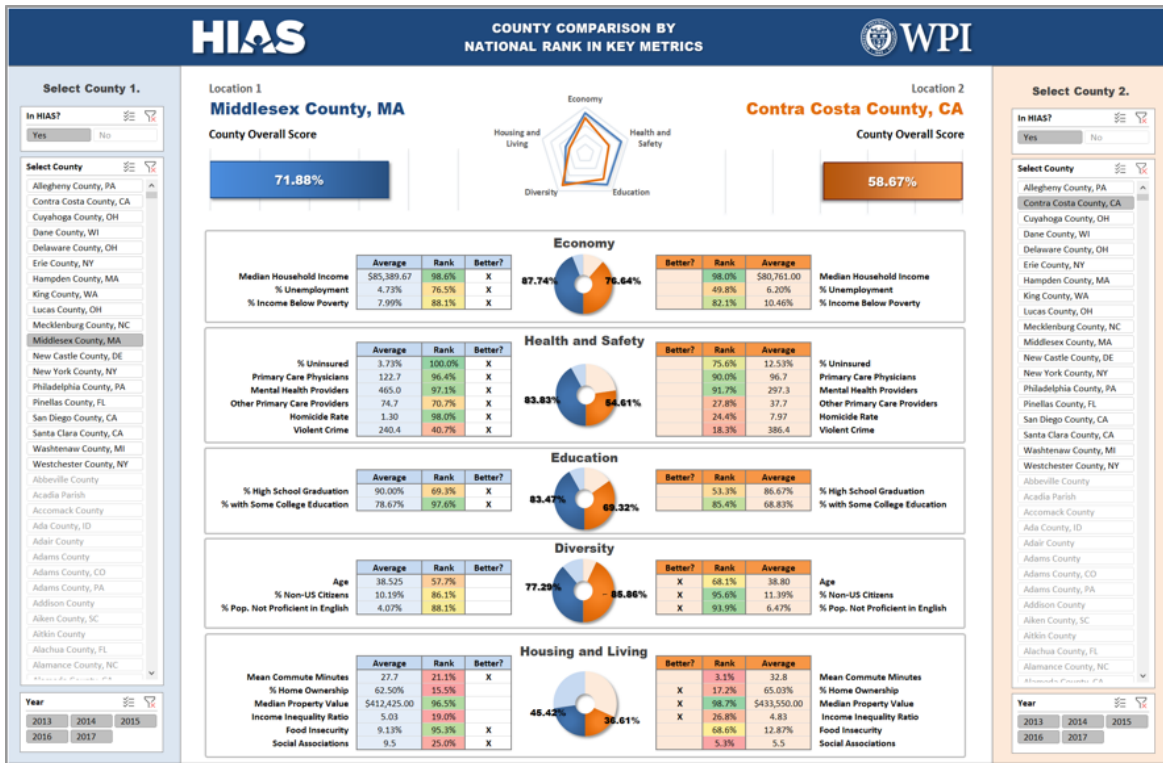 HIAS
COUNTY COMPARISON BY
NATIONAL RANK IN KEY METRICS
WPI
Select County 1.
In HIAS?
Yes No
Select County
Allegheny County, PA
Contra Costa County, CA
Cuyahoga County, OH
Dane County, WI
Delaware County, OH
Erie County, NY
Hampden County, MA
King County, WA
Lucas County, OH
Mecklenburg County, NC
Middlesex County, MA
New Castle County, DE
New York County, NY
Philadelphia County, PA
Pinellas County, FL
San Diego County, CA
Santa Clara County, CA
Washtenaw County, MI
Westchester County, NY
Abbeville County
Acadia Parish
Accomack County
Ada County, ID
Adair County
Adams County
Adams County, CO
Adams County, PA
Addison County
Aiken County, SC
Aitkin County
Alachua County, FL
Alamance County, NC
Alameda County, CA
Year
2013 2014 2015
2016 2017
Location 1
Middlesex County, MA
County Overall Score
71.88%
Economy
Housing and Living
Health and Safety
Diversity
Education
Location 2
Contra Costa County, CA
County Overall Score
58.67%
Economy
Average Rank Better? Better? Rank Average
Median Household Income $85,389.67 98.6% X 98.0% $80,761.00 Median Household Income
% Unemployment 4.73% 76.5% X 49.8% 6.20% % Unemployment
% Income Below Poverty 7.99% 88.1% X 82.1% 10.46% % Income Below Poverty
87.74% 76.64%
Health and Safety
Average Rank Better? Better? Rank Average
% Uninsured 3.73% 100.0% X 75.6% 12.53% % Uninsured
Primary Care Physicians 122.7 96.4% X 90.0% 96.7 Primary Care Physicians
Mental Health Providers 465.0 97.1% X 91.7% 297.3 Mental Health Providers
Other Primary Care Providers 74.7 70.7% X 27.8% 37.7 Other Primary Care Providers
Homicide Rate 1.30 98.0% X 24.4% 7.97 Homicide Rate
Violent Crime 240.4 40.7% X 18.3% 386.4 Violent Crime
83.83% 54.61%
Education
Average Rank Better? Better? Rank Average
% High School Graduation 90.00% 69.3% X 53.3% 86.67% % High School Graduation
% with Some College Education 78.67% 97.6% X 85.4% 68.83% % with Some College Education
83.47% 69.32%
Diversity
Average Rank Better? Better? Rank Average
Age 38.525 57.7% X 68.1% 38.80 Age
% Non-US Citizens 10.19% 86.1% X 95.6% 11.39% % Non-US Citizens
% Pop. Not Proficient in English 4.07% 88.1% X 93.9% 6.47% % Pop. Not Proficient in English
77.29% 85.86%
Housing and Living
Average Rank Better? Better? Rank Average
Mean Commute Minutes 27.7 21.1% X 3.1% 32.8 Mean Commute Minutes
% Home Ownership 62.50% 15.5% X 17.2% 65.03% % Home Ownership
Median Property Value $412,425.00 96.5% X 98.7% $433,550.00 Median Property Value
Income Inequality Ratio 5.03 19.0% X 26.8% 4.83 Income Inequality Ratio
Food Insecurity 9.13% 95.3% X 68.6% 12.87% Food Insecurity
Social Associations 9.5 25.0% X 5.3% 5.5 Social Associations
45.42% 36.61%
Select County 2.
In HIAS?
Yes No
Select County
Allegheny County, PA
Contra Costa County, CA
Cuyahoga County, OH
Dane County, WI
Delaware County, OH
Erie County, NY
Hampden County, MA
King County, WA
Lucas County, OH
Mecklenburg County, NC
Middlesex County, MA
New Castle County, DE
New York County, NY
Philadelphia County, PA
Pinellas County, FL
San Diego County, CA
Santa Clara County, CA
Washtenaw County, MI
Westchester County, NY
Abbeville County
Acadia Parish
Accomack County
Ada County, ID
Adair County
Adams County
Adams County, CO
Adams County, PA
Addison County
Aiken County, SC
Aitkin County
Alachua County, FL
Alamance County, NC
Alameda County, CA
Year
2013 2014 2015
2016 2017